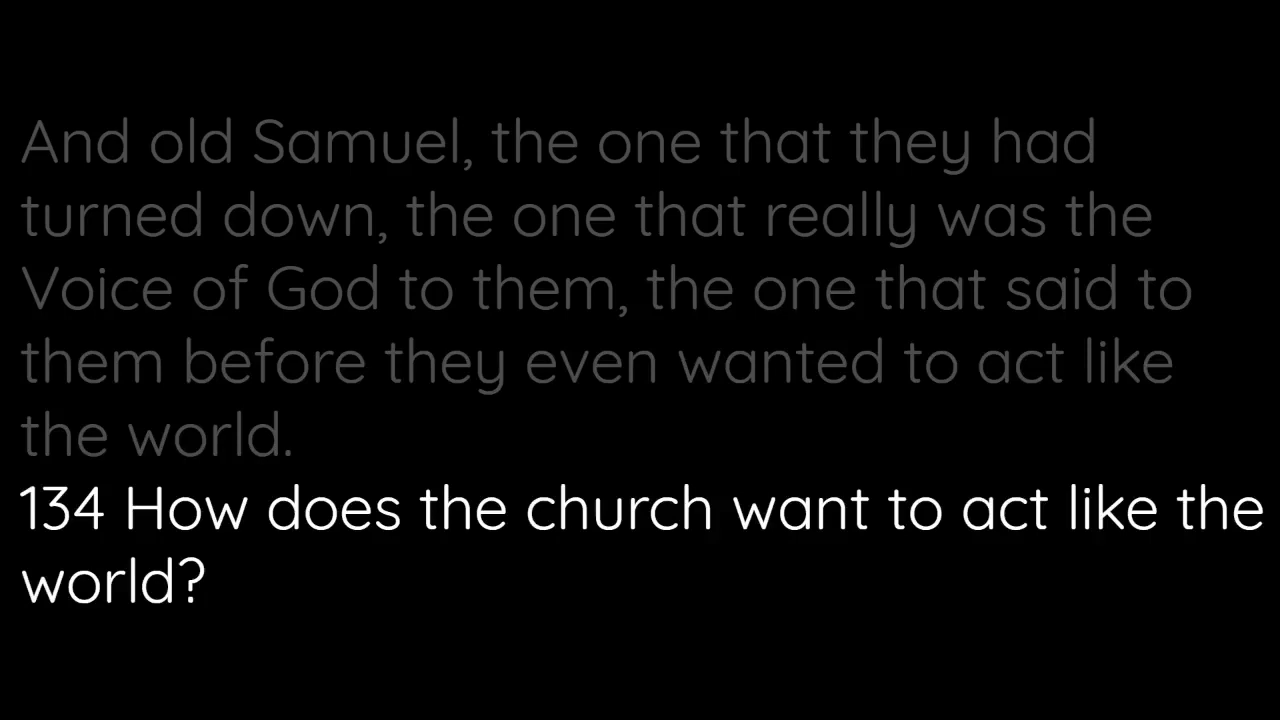 And old Samuel, the one that they had
turned down, the one that really was the
Voice of God to them, the one that said to
them before they even wanted to act like
the world.
134 How does the church want to act like the
world?